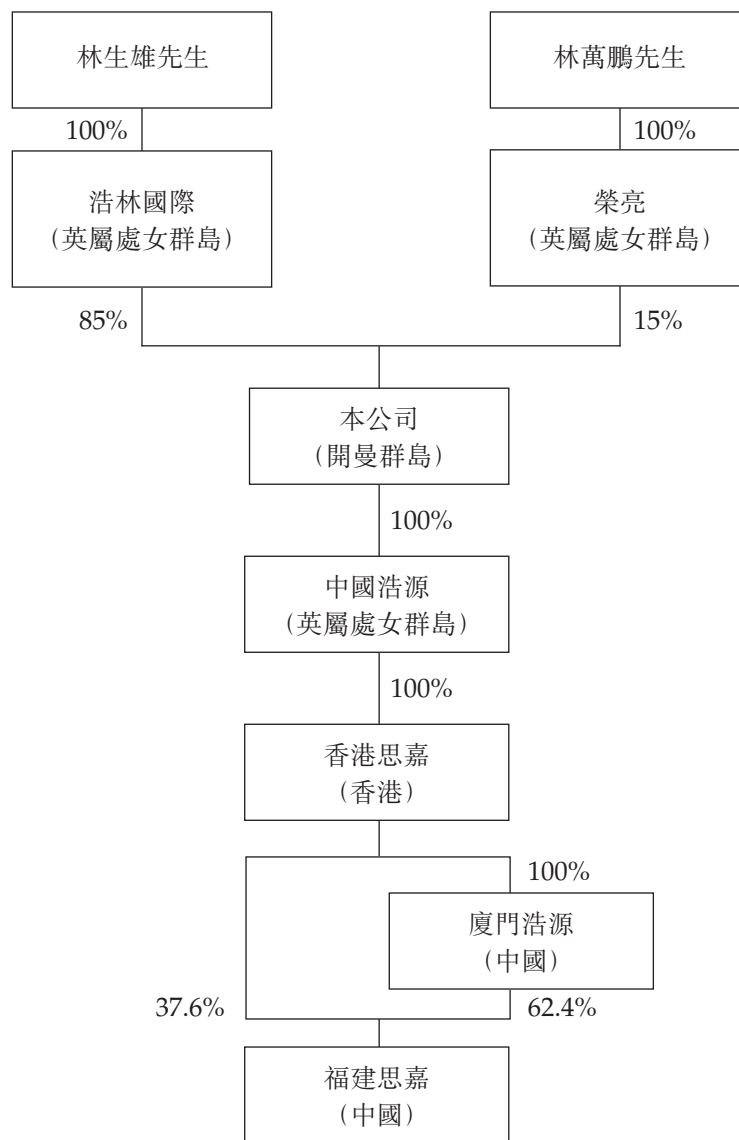 林生雄先生
林萬鵬先生
100%
100%
浩林國際
(英屬處女群島)
榮亮
(英屬處女群島)
85%
15%
本公司
(開曼群島)
100%
中國浩源
(英屬處女群島)
100%
香港思嘉
(香港)
100%
廈門浩源
(中國)
37.6%
62.4%
福建思嘉
(中國)